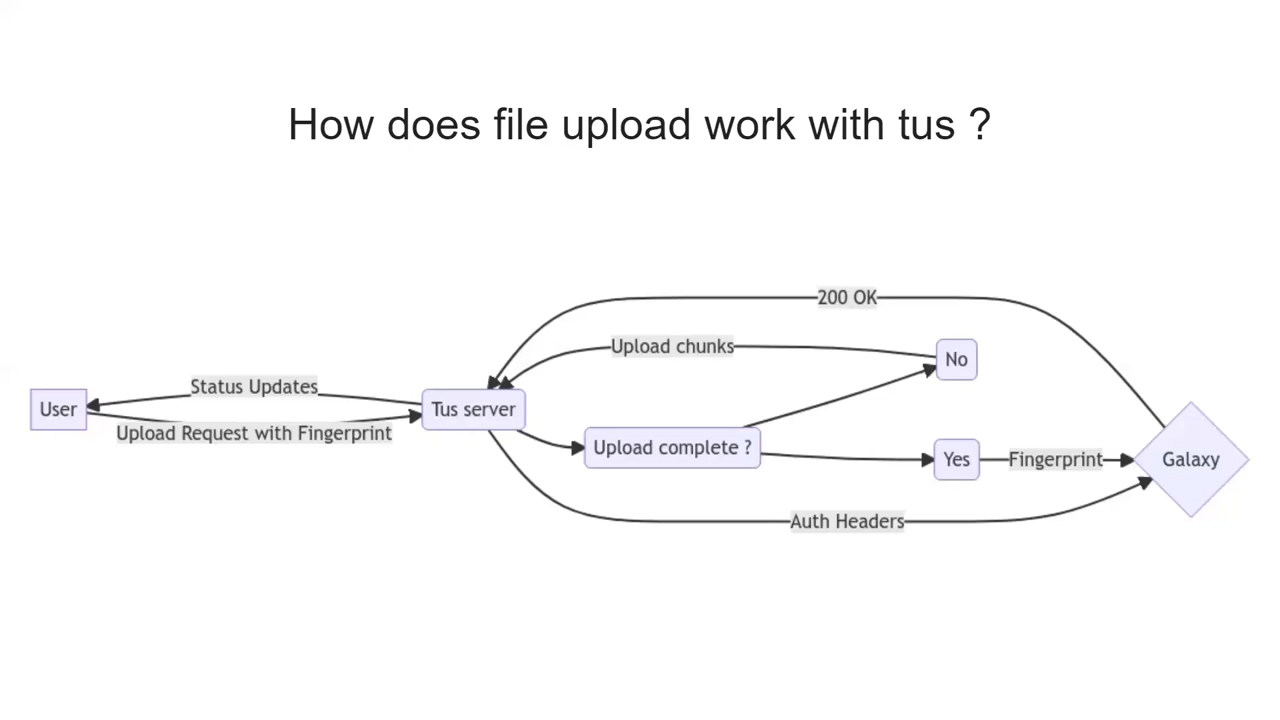 How does file upload work with tus ?
200 OK
Upload chunks
No
Status Updates
User
Tus server
Upload Request with Fingerprint
Upload complete ?
Yes
Fingerprint
Galaxy
Auth Headers